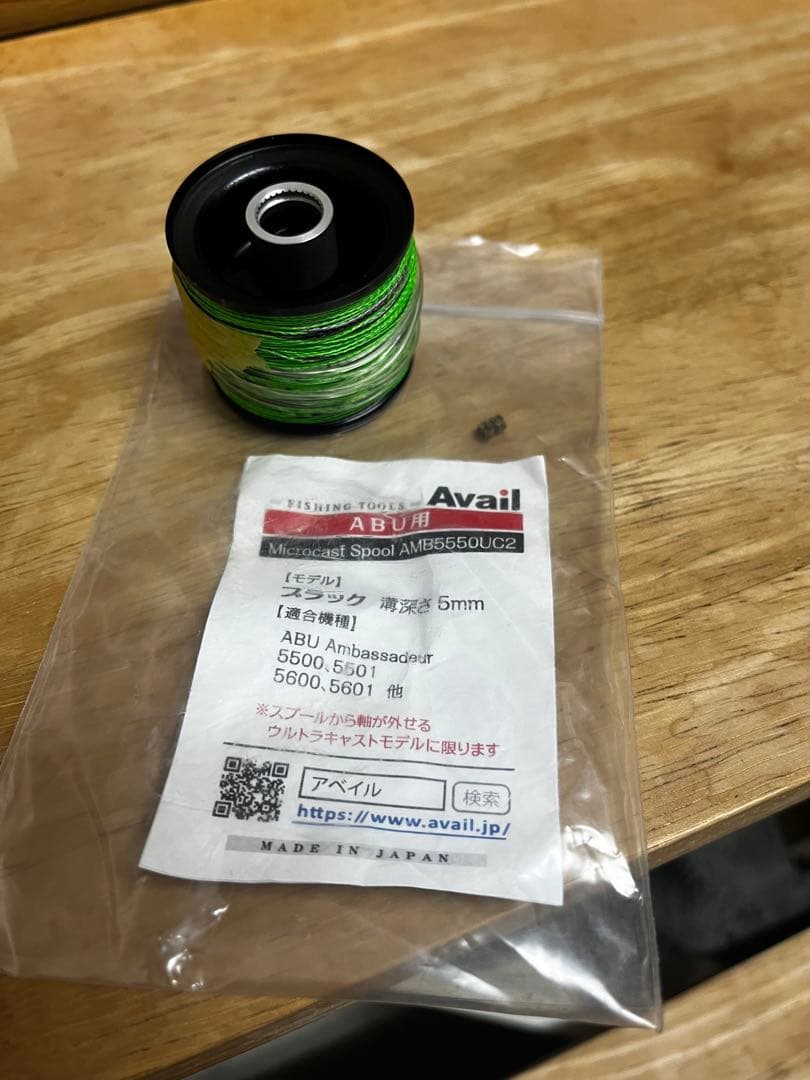 FISHING TOOLS Avail
ABU用
Microcast Spool AMB5550UC2
【モデル】
ブラック 溝深さ 5mm
【適合機種】
ABU Ambassadeur
5500、5501
5600、5601 他
※スプールから軸が外せる
ウルトラキャストモデルに限ります
アベイル 検索
https://www.avail.jp/
MADE IN JAPAN